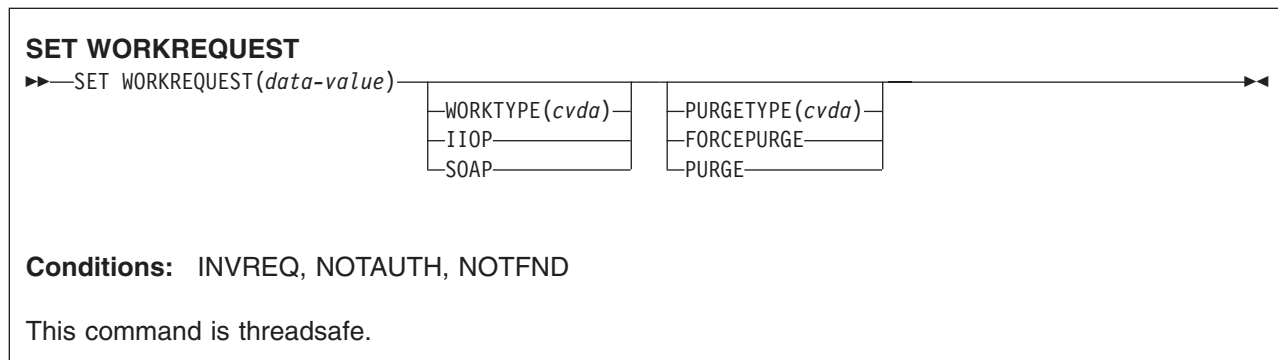 SET WORKREQUEST
SET WORKREQUEST(data-value)
WORKTYPE(cvda) PURGETYPE(cvda)
IIOP FORCEPURGE
SOAP PURGE
Conditions: INVREQ, NOTAUTH, NOTFND
This command is threadsafe.